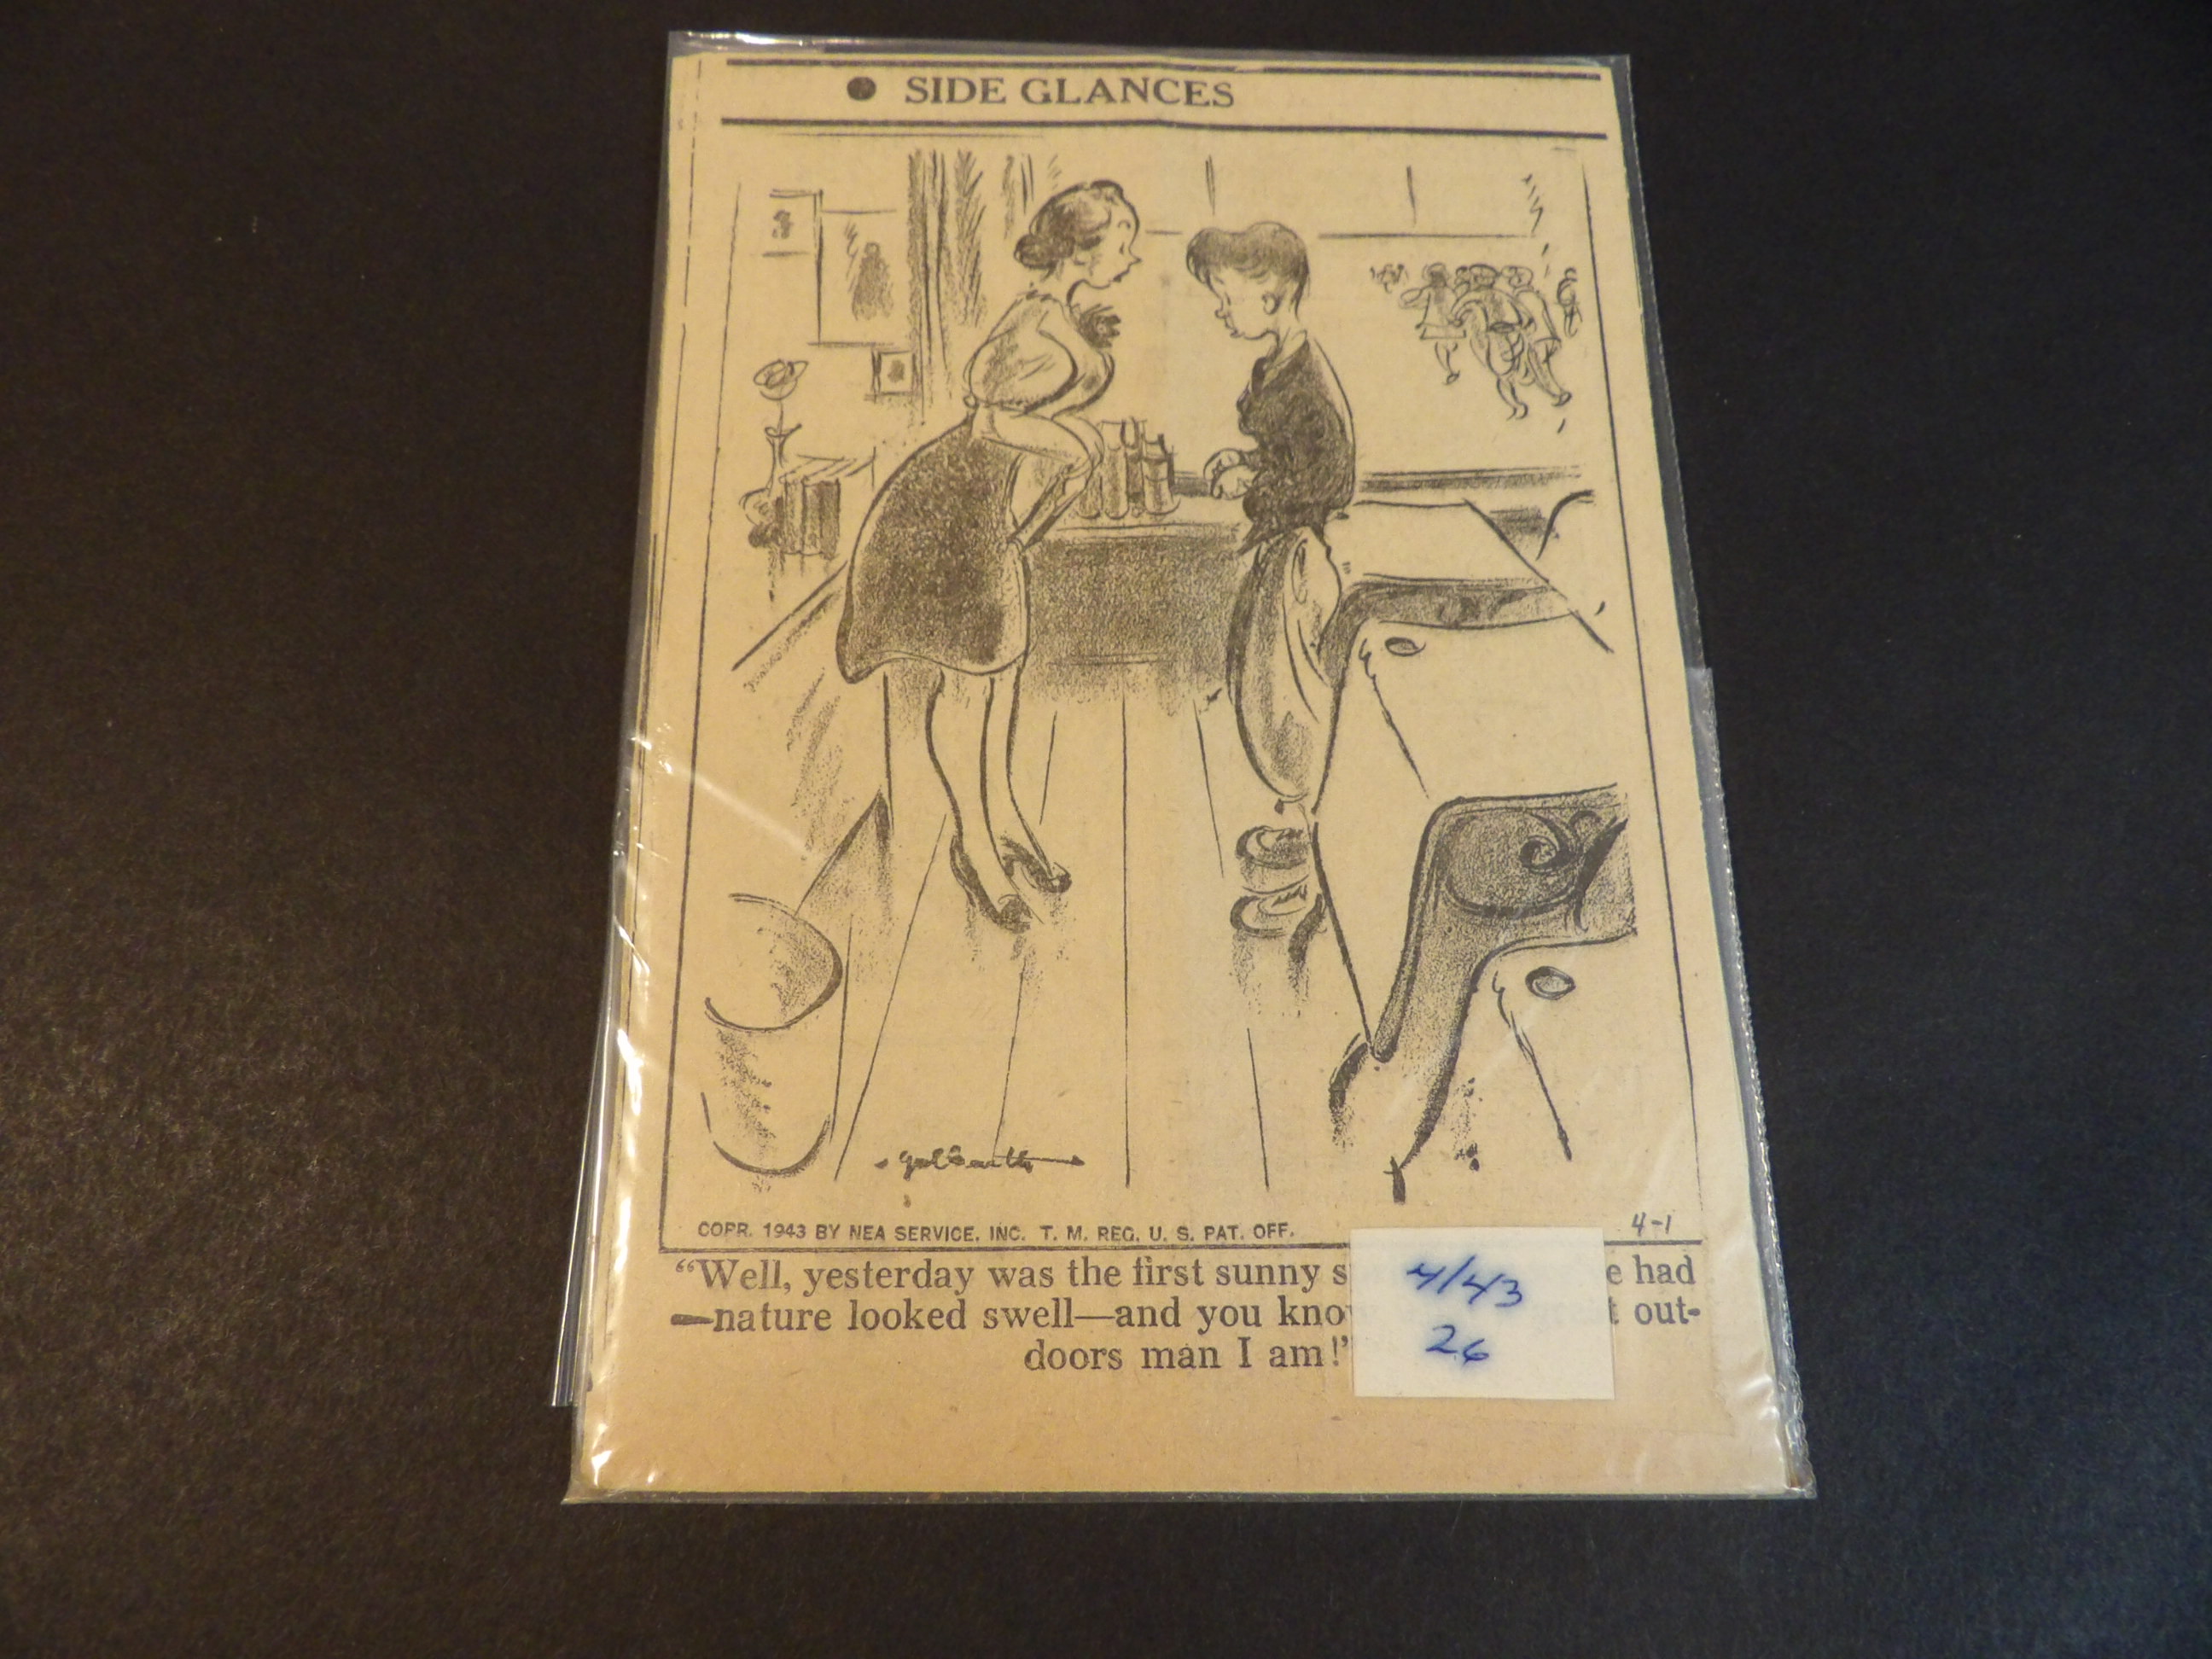 ● SIDE GLANCES
galbraith
COPR. 1943 BY NEA SERVICE, INC. T. M. REG. U. S. PAT. OFF.
4-1
“Well, yesterday was the first sunny had
—nature looked swell—and you out-
doors man I am!”
4/43
26